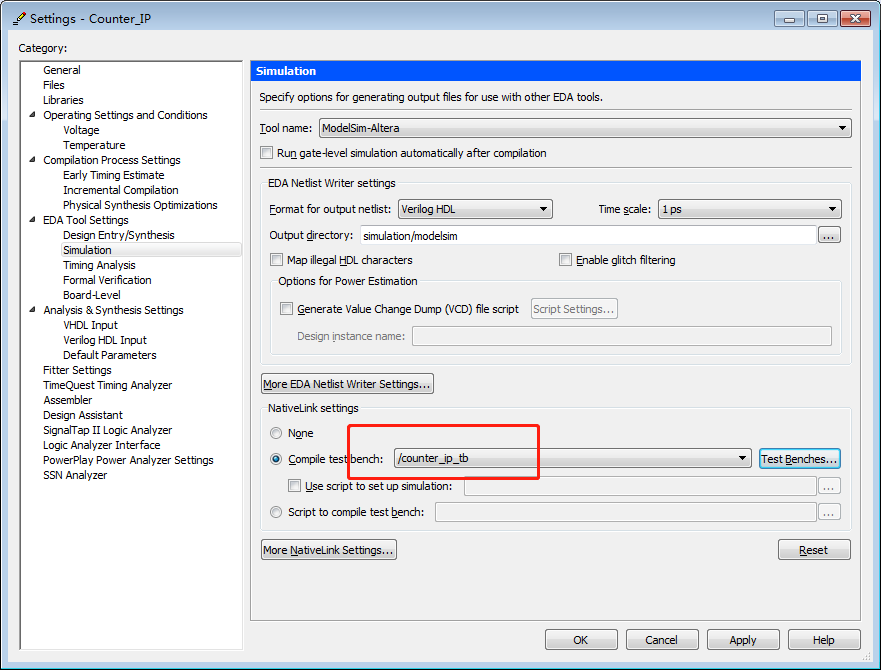 Settings - Counter_IP
Category:
General
Files
Libraries
Operating Settings and Conditions
Voltage
Temperature
Compilation Process Settings
Early Timing Estimate
Incremental Compilation
Physical Synthesis Optimizations
EDA Tool Settings
Design Entry/Synthesis
Simulation
Timing Analysis
Formal Verification
Board-Level
Analysis & Synthesis Settings
VHDL Input
Verilog HDL Input
Default Parameters
Fitter Settings
TimeQuest Timing Analyzer
Assembler
Design Assistant
SignalTap II Logic Analyzer
Logic Analyzer Interface
PowerPlay Power Analyzer Settings
SSN Analyzer
Simulation
Specify options for generating output files for use with other EDA tools.
Tool name: ModelSim-Altera
Run gate-level simulation automatically after compilation
EDA Netlist Writer settings
Format for output netlist: Verilog HDL Time scale: 1 ps
Output directory: simulation/modelsim ...
Map illegal HDL characters Enable glitch filtering
Options for Power Estimation
Generate Value Change Dump (VCD) file script Script Settings...
Design instance name:
More EDA Netlist Writer Settings...
NativeLink settings
None
Compile test bench: /counter_ip_tb Test Benches...
Use script to set up simulation: ...
Script to compile test bench: ...
More NativeLink Settings... Reset
OK Cancel Apply Help